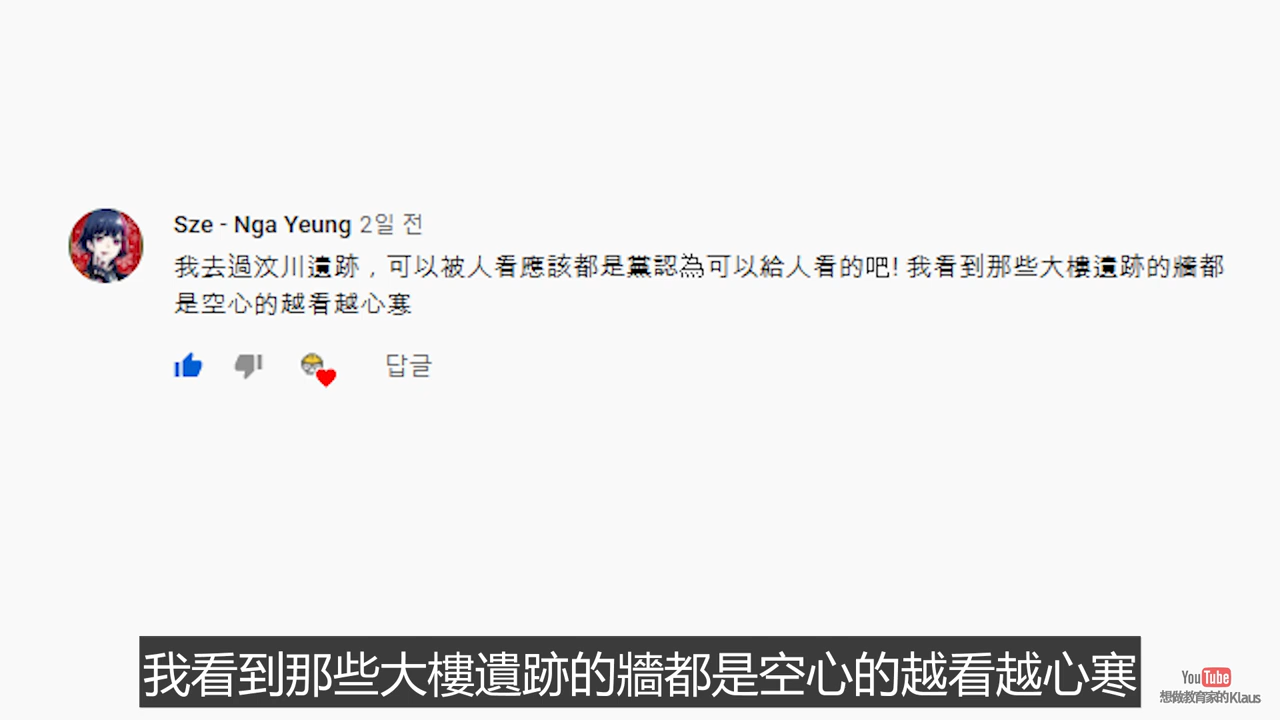 Sze - Nga Yeung 2일 전
我去過汶川遺跡，可以被人看應該都是黨認為可以給人看的吧! 我看到那些大樓遺跡的牆都
是空心的越看越心寒
답글
我看到那些大樓遺跡的牆都是空心的越看越心寒
YouTube
想做教育家的Klaus